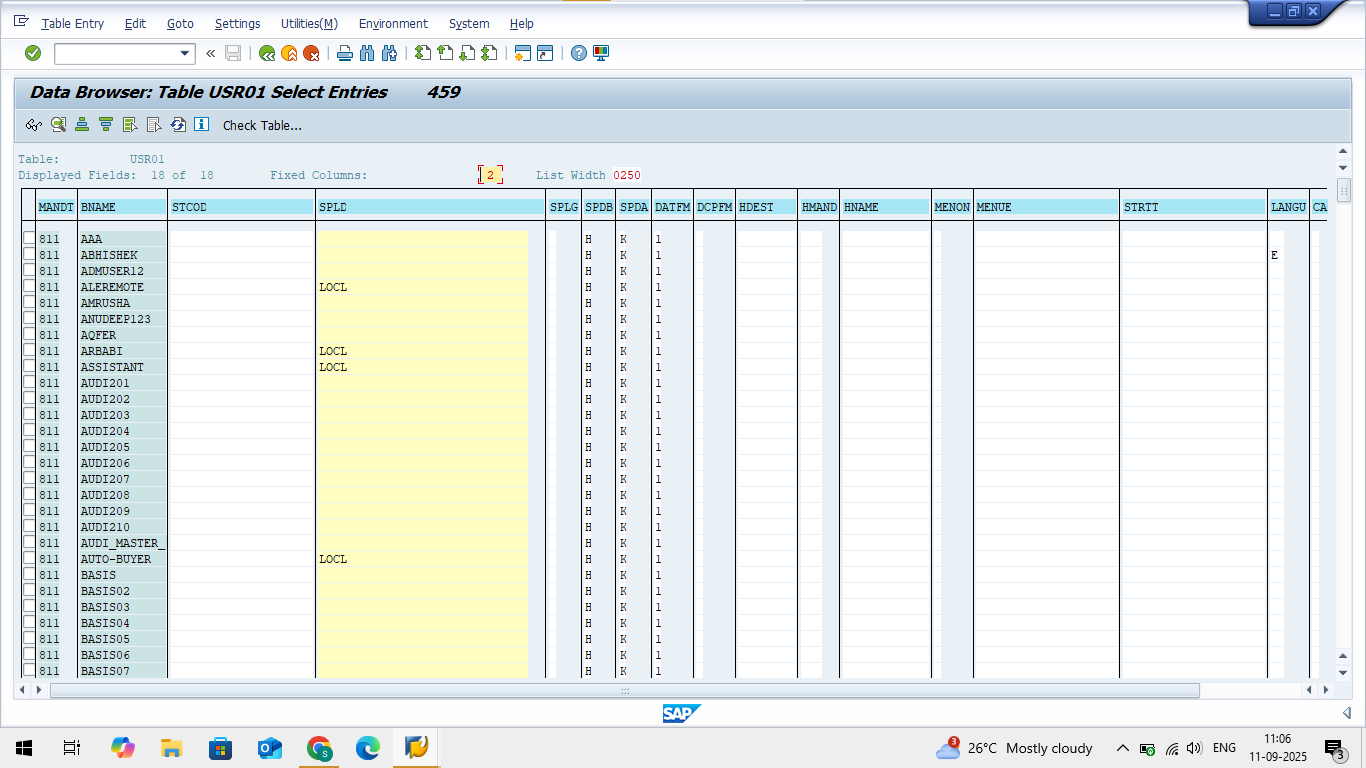 Table Entry Edit Goto Settings Utilities(M) Environment System Help
Data Browser: Table USR01 Select Entries 459
Check Table...
Table: USR01
Displayed Fields: 18 of 18 Fixed Columns: 2 List Width 0250
MANDT BNAME STCOD SPLD SPLG SPDB SPDA DATFM DCPFM HDEST HMAND HNAME MENON MENUE STRTT LANGU CA
811 AAA H K 1
811 ABHISHEK H K 1 E
811 ADMUSER12 H K 1
811 ALEREMOTE LOCL H K 1
811 AMRUSHA H K 1
811 ANUDEEP123 H K 1
811 AQFER H K 1
811 ARBABI LOCL H K 1
811 ASSISTANT LOCL H K 1
811 AUDI201 H K 1
811 AUDI202 H K 1
811 AUDI203 H K 1
811 AUDI204 H K 1
811 AUDI205 H K 1
811 AUDI206 H K 1
811 AUDI207 H K 1
811 AUDI208 H K 1
811 AUDI209 H K 1
811 AUDI210 H K 1
811 AUDI_MASTER_ H K 1
811 AUTO-BUYER LOCL H K 1
811 BASIS H K 1
811 BASIS02 H K 1
811 BASIS03 H K 1
811 BASIS04 H K 1
811 BASIS05 H K 1
811 BASIS06 H K 1
811 BASIS07 H K 1
SAP
3 26°C Mostly cloudy ENG 11:06
11-09-2025 3